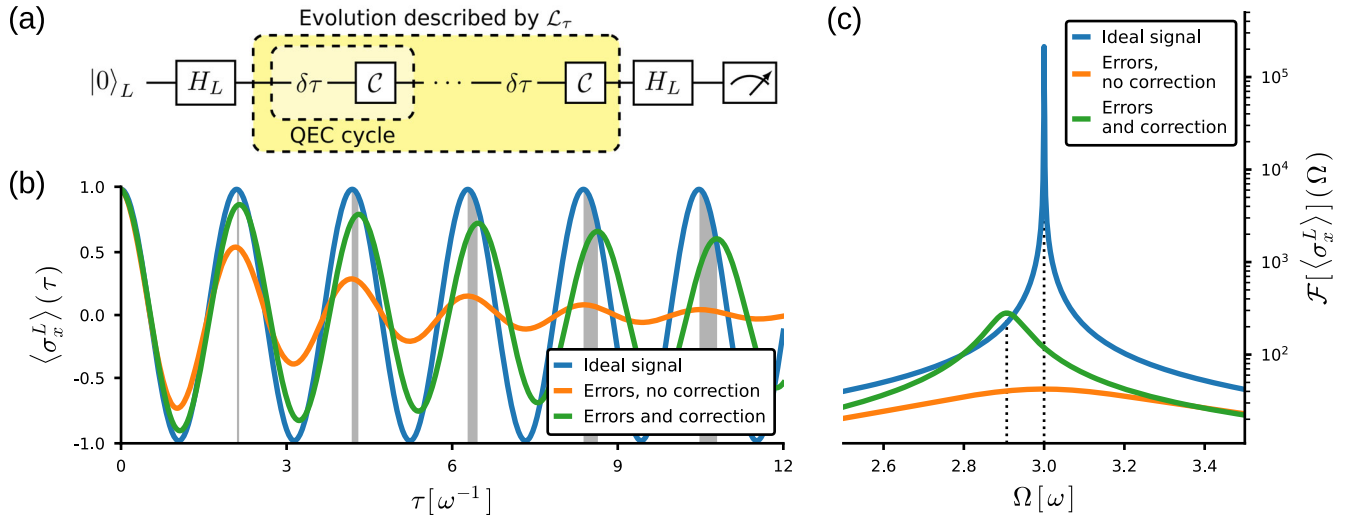 (a)
Evolution described by ℒ_τ
|0⟩_L H_L δτ 𝒞 ··· δτ 𝒞 H_L
QEC cycle
(b)
⟨σ_x^L⟩(τ)
1.0
0.5
0.0
-0.5
-1.0
0 3 6 9 12
τ[ω⁻¹]
Ideal signal
Errors, no correction
Errors and correction
(c)
Ideal signal
Errors,
no correction
Errors
and correction
10⁵
10⁴
10³
10²
ℱ[⟨σ_x^L⟩](Ω)
2.6 2.8 3.0 3.2 3.4
Ω[ω]